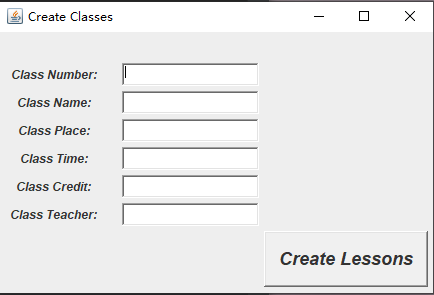 Create Classes
Class Number:
Class Name:
Class Place:
Class Time:
Class Credit:
Class Teacher:
Create Lessons